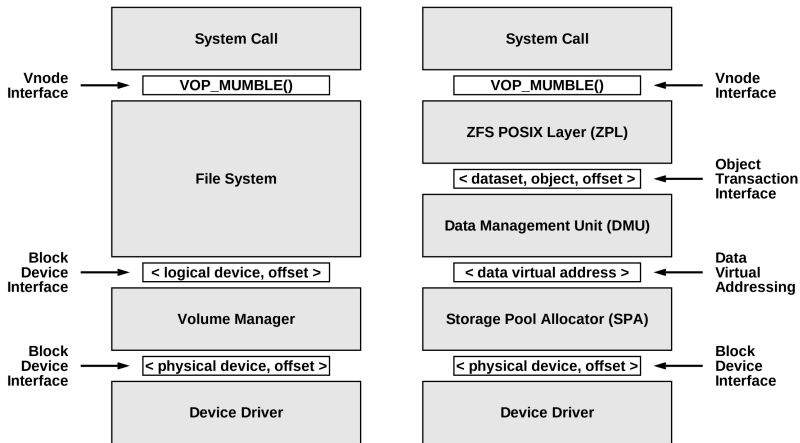 System Call
Vnode
Interface
VOP_MUMBLE()
File System
Block
Device
Interface
< logical device, offset >
Volume Manager
Block
Device
Interface
< physical device, offset >
Device Driver
System Call
VOP_MUMBLE()
Vnode
Interface
ZFS POSIX Layer (ZPL)
< dataset, object, offset >
Object
Transaction
Interface
Data Management Unit (DMU)
< data virtual address >
Data
Virtual
Addressing
Storage Pool Allocator (SPA)
< physical device, offset >
Block
Device
Interface
Device Driver